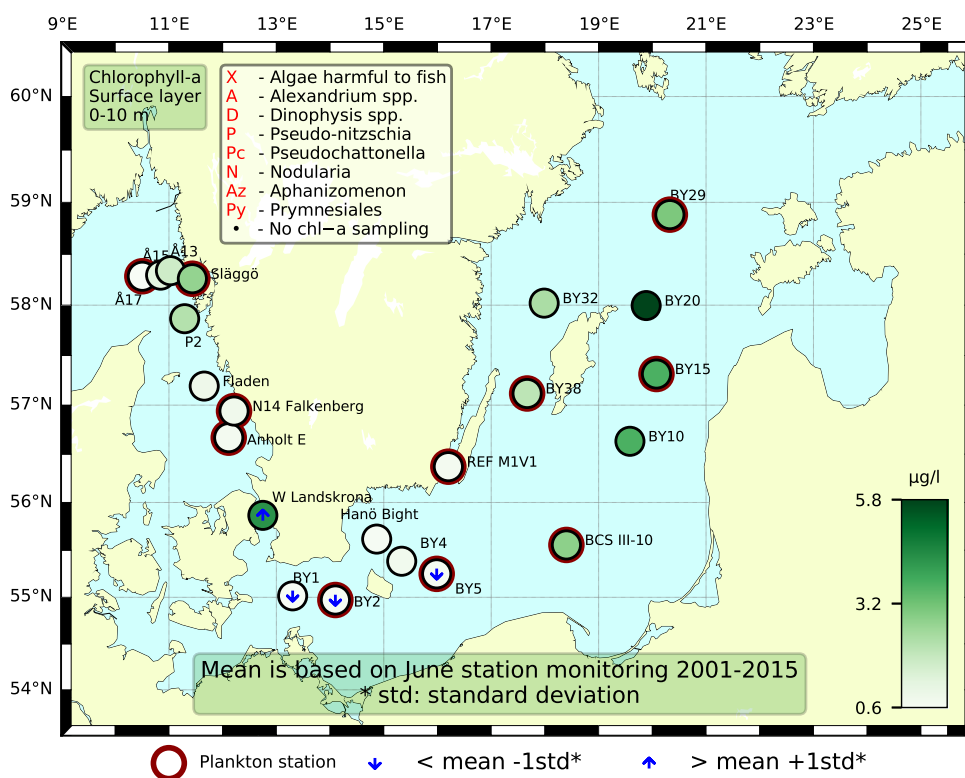 9°E 11°E 13°E 15°E 17°E 19°E 21°E 23°E 25°E
60°N
59°N
58°N
57°N
56°N
55°N
54°N
Chlorophyll-a
Surface layer
0-10 m
X - Algae harmful to fish
A - Alexandrium spp.
D - Dinophysis spp.
P - Pseudo-nitzschia
Pc - Pseudochattonella
N - Nodularia
Az - Aphanizomenon
Py - Prymnesiales
• - No chl−a sampling
BY29
Å15
Å13
Släggö
Å17
BY32
BY20
P2
BY15
Fladen
BY38
N14 Falkenberg
Anholt E
BY10
REF M1V1
W Landskrona
Hanö Bight
BY4
BCS III-10
BY1
BY5
BY2
µg/l
5.8
3.2
0.6
Mean is based on June station monitoring 2001-2015
* std: standard deviation
Plankton station
< mean -1std*
> mean +1std*